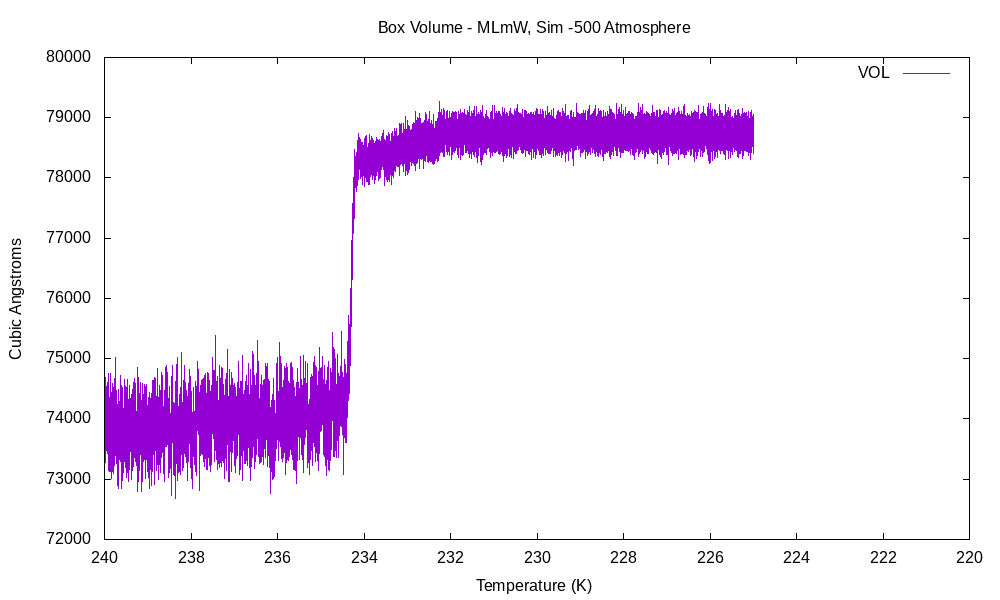 Box Volume - MLmW, Sim -500 Atmosphere
80000
79000
78000
77000
76000
75000
74000
73000
72000
VOL
Cubic Angstroms
240 238 236 234 232 230 228 226 224 222 220
Temperature (K)